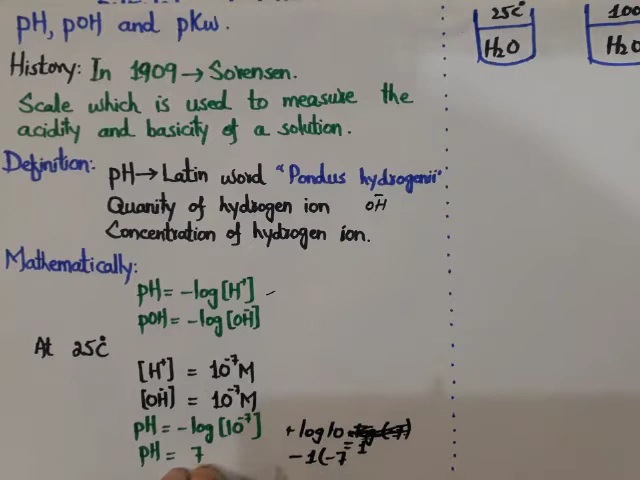 pH, pOH and pKw.
History: In 1909 → Sorensen.
Scale which is used to measure the
acidity and basicity of a solution.
Definition: pH → Latin word "Pondus hydrogenii"
Quanity of hydrogen ion OH⁻
Concentration of hydrogen ion.
Mathematically:
pH = -log[H⁺] -
pOH = -log[OH⁻]
At 25°C
[H⁺] = 10⁻⁷M
[OH⁻] = 10⁻⁷M
pH = -log[10⁻⁷] + log10
= 1
pH = 7 -1(-7
25°C
H₂O
100
H₂O